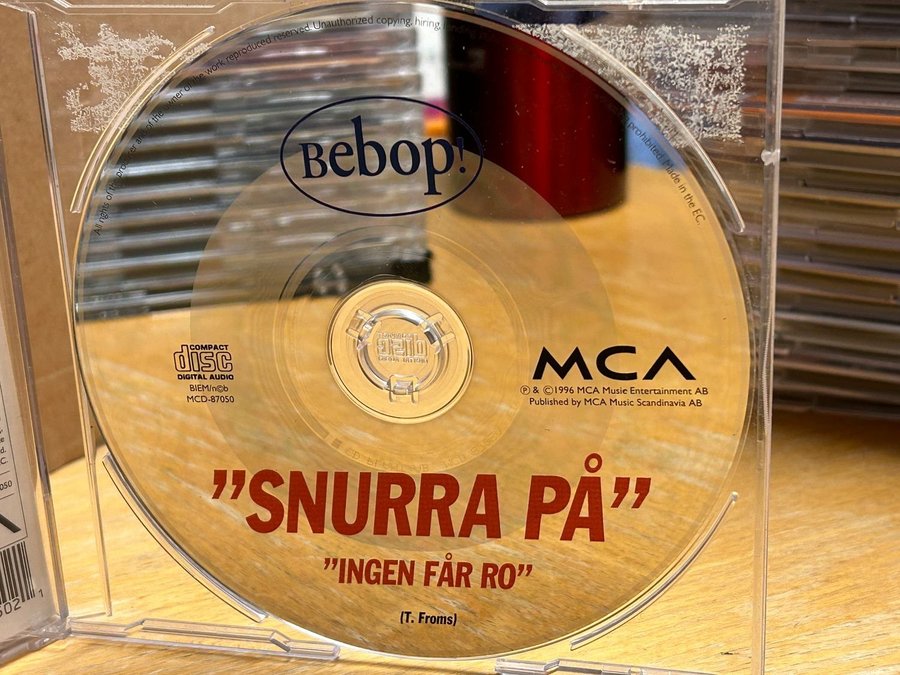 All rights of the producer and of the owner of the work reproduced reserved. Unauthorized copying, hiring, lending
prohibited. Made in the EC.
Bebop!
COMPACT
disc
DIGITAL AUDIO
BIEM/n©b
MCD-87050
MCA
℗ & ©1996 MCA Music Entertainment AB
Published by MCA Music Scandinavia AB
"SNURRA PÅ"
"INGEN FÅR RO"
(T. Froms)